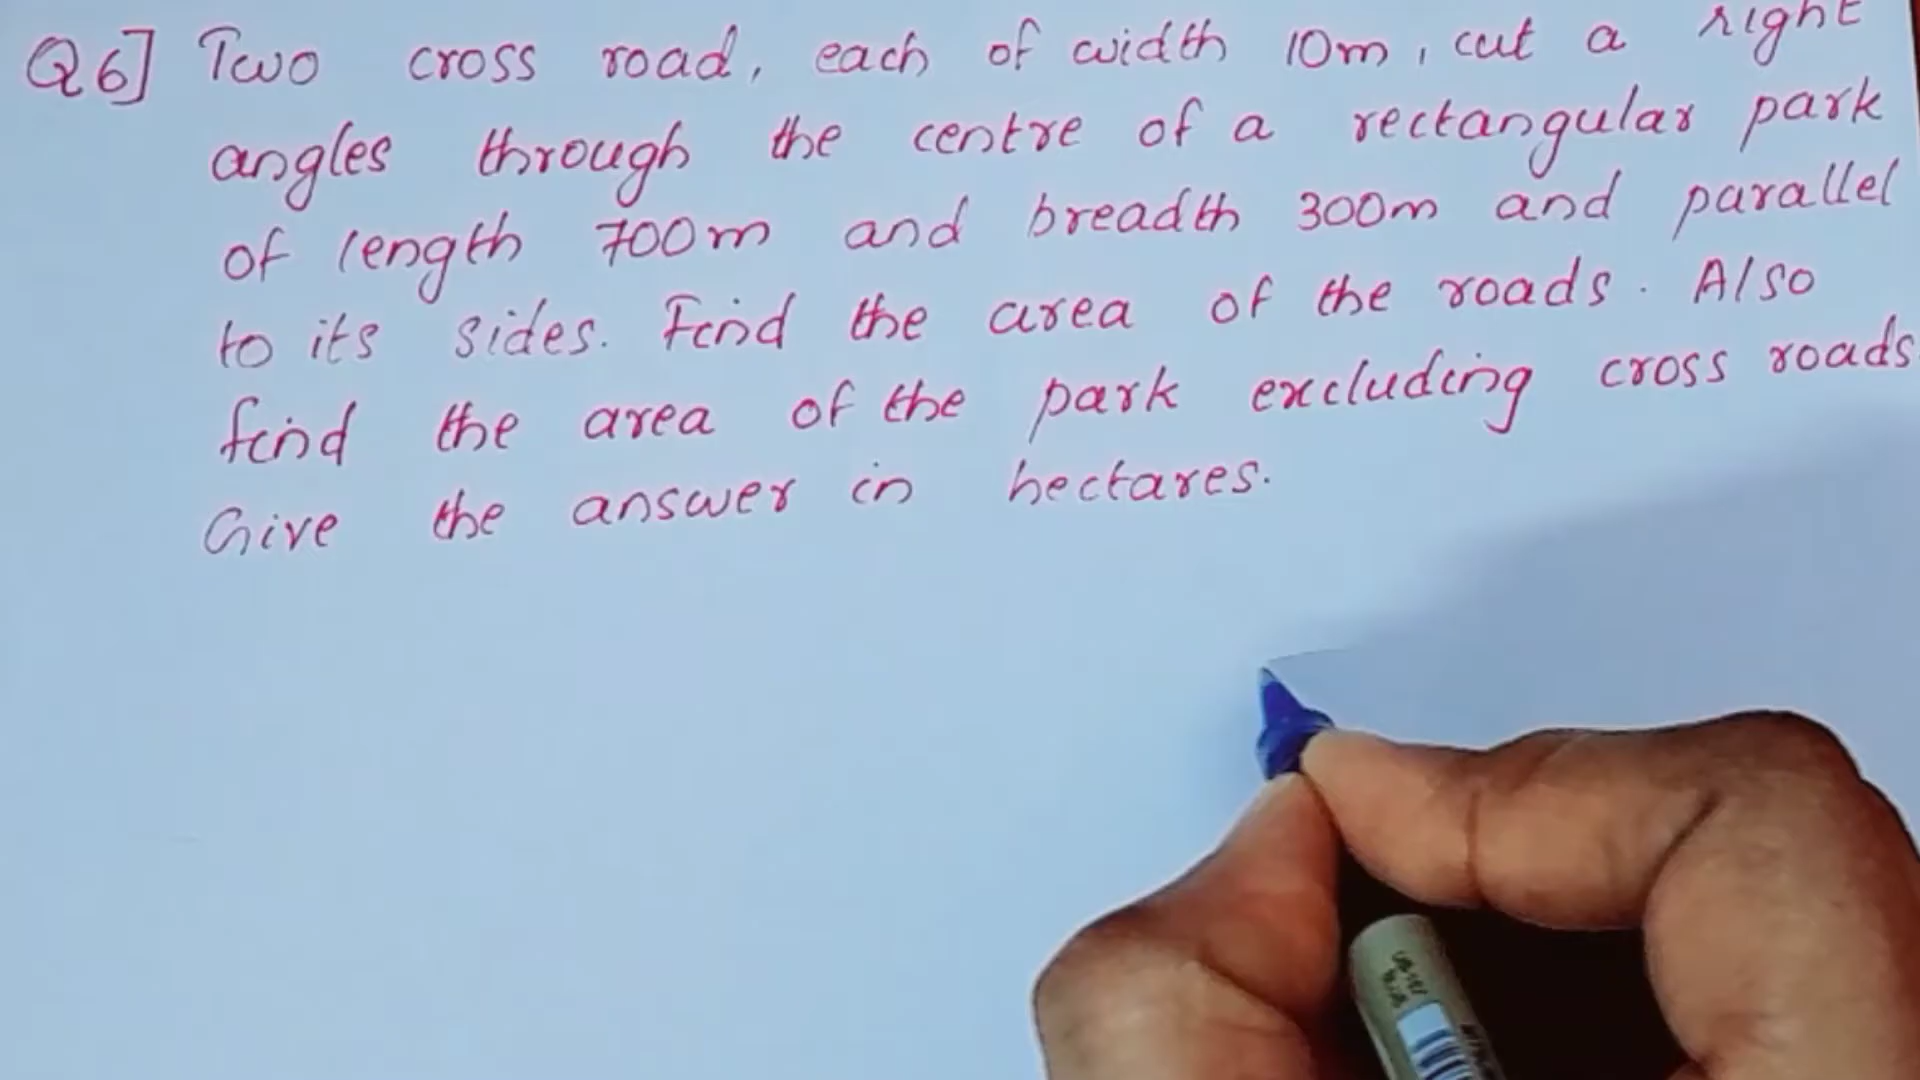 Q6] Two cross road, each of width 10m, cut a right
angles through the centre of a rectangular park
of length 700m and breadth 300m and parallel
to its sides. Find the area of the roads. Also
find the area of the park excluding cross roads.
Give the answer in hectares.